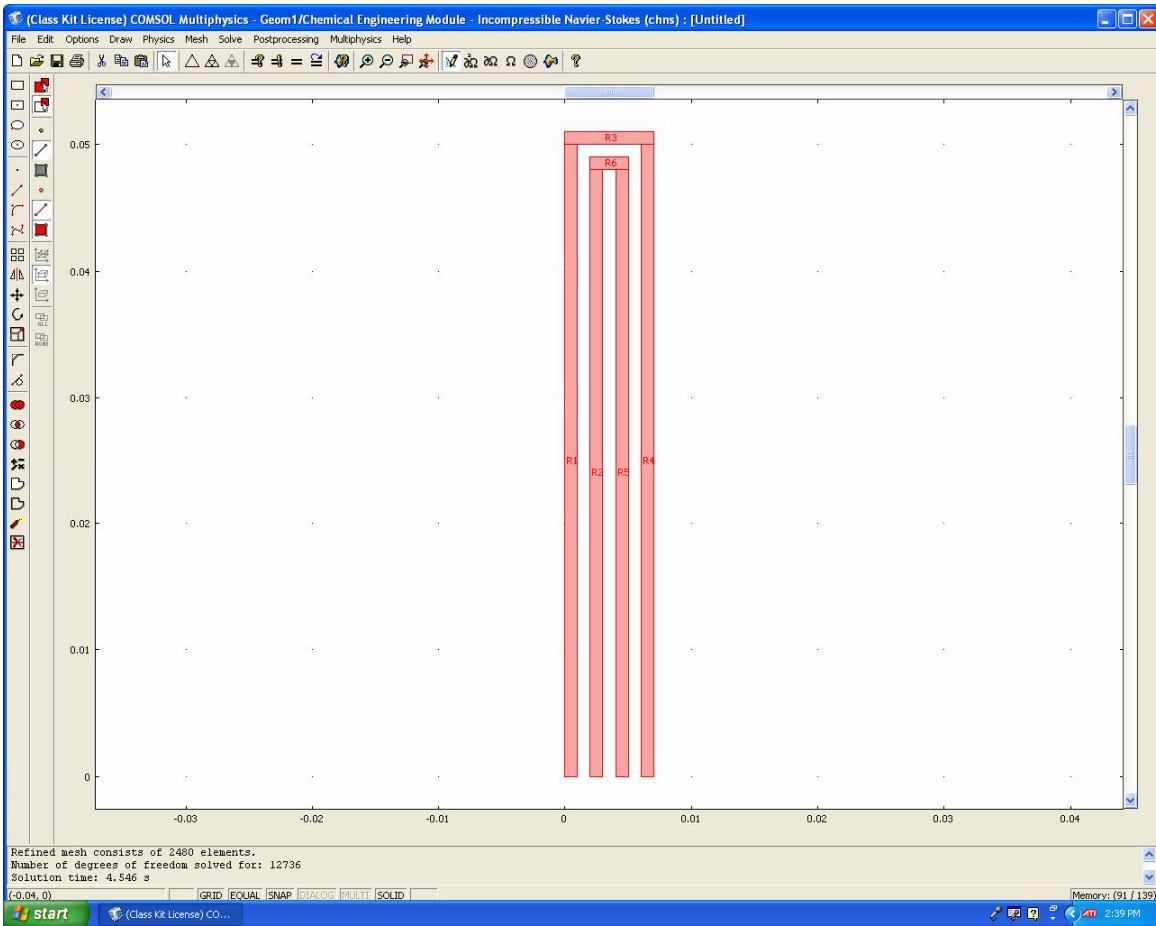 (Class Kit License) COMSOL Multiphysics - Geom1/Chemical Engineering Module - Incompressible Navier-Stokes (chns) : [Untitled]
File Edit Options Draw Physics Mesh Solve Postprocessing Multiphysics Help
R3
0.05
R6
0.04
0.03
R1 R2 R5 R4
0.02
0.01
0
-0.03 -0.02 -0.01 0 0.01 0.02 0.03 0.04
Refined mesh consists of 2480 elements.
Number of degrees of freedom solved for: 12736
Solution time: 4.546 s
(-0.04, 0) GRID EQUAL SNAP DIALOG MULTI SOLID Memory: (91 / 139)
start (Class Kit License) CO... ATI 2:39 PM